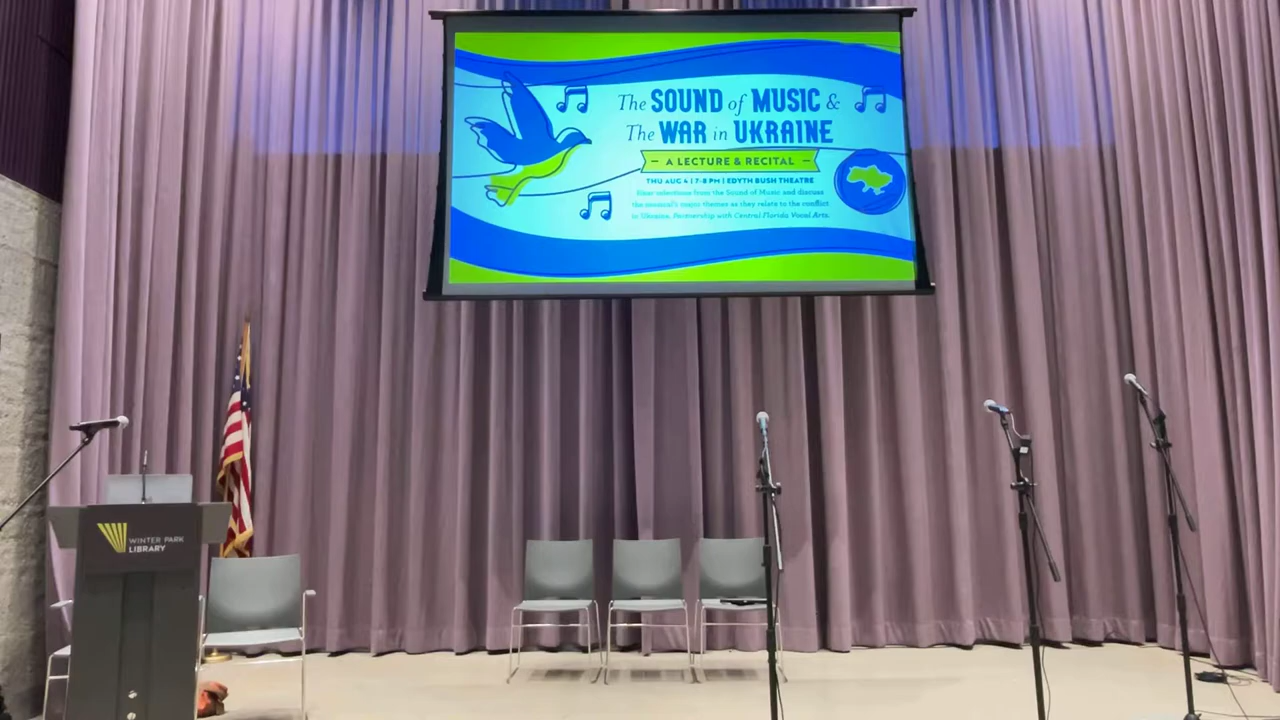 The SOUND of MUSIC &
The WAR in UKRAINE
- A LECTURE & RECITAL -
THU AUG 4 | 7-8 PM | EDYTH BUSH THEATRE
Hear selections from the Sound of Music and discuss
the musical's major themes as they relate to the conflict
in Ukraine. Partnership with Central Florida Vocal Arts.
WINTER PARK
LIBRARY